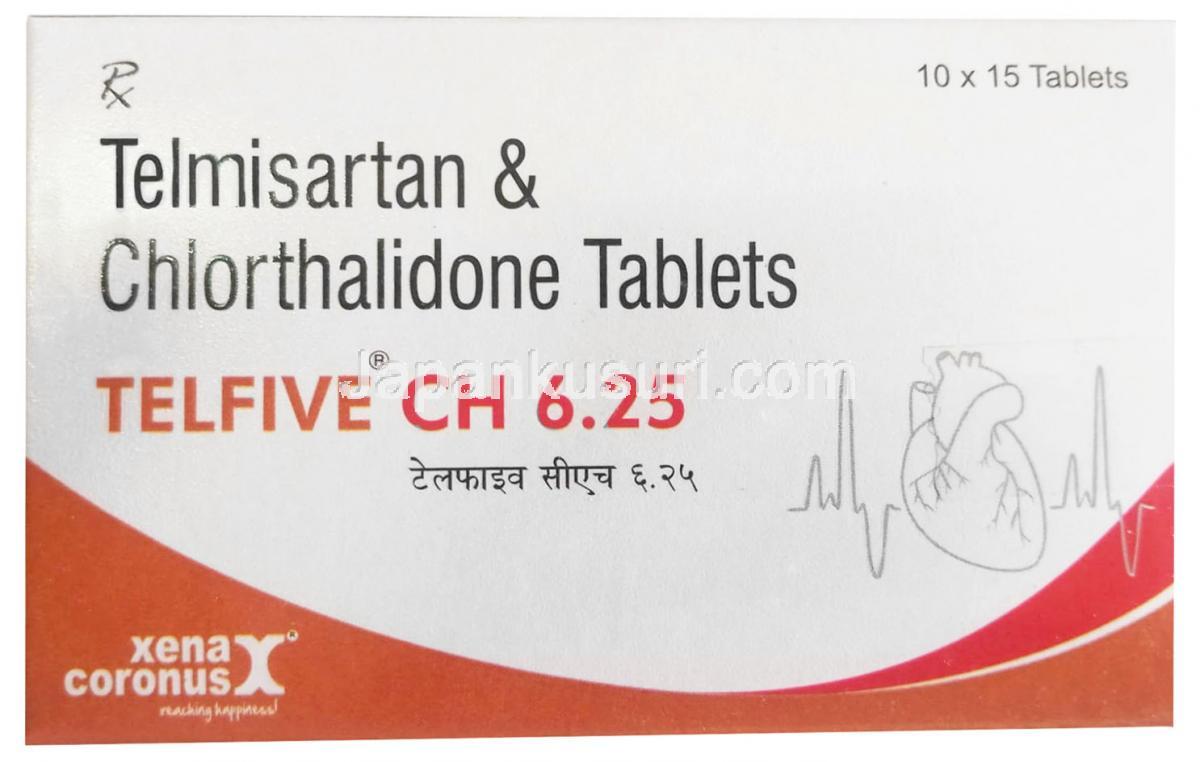 Rx
10 x 15 Tablets
Telmisartan &
Chlorthalidone Tablets
TELFIVE® CH 6.25
Japankusuri.com
टेलफाइव सीएच ६.२५
xena
coronus X®
reaching happiness!